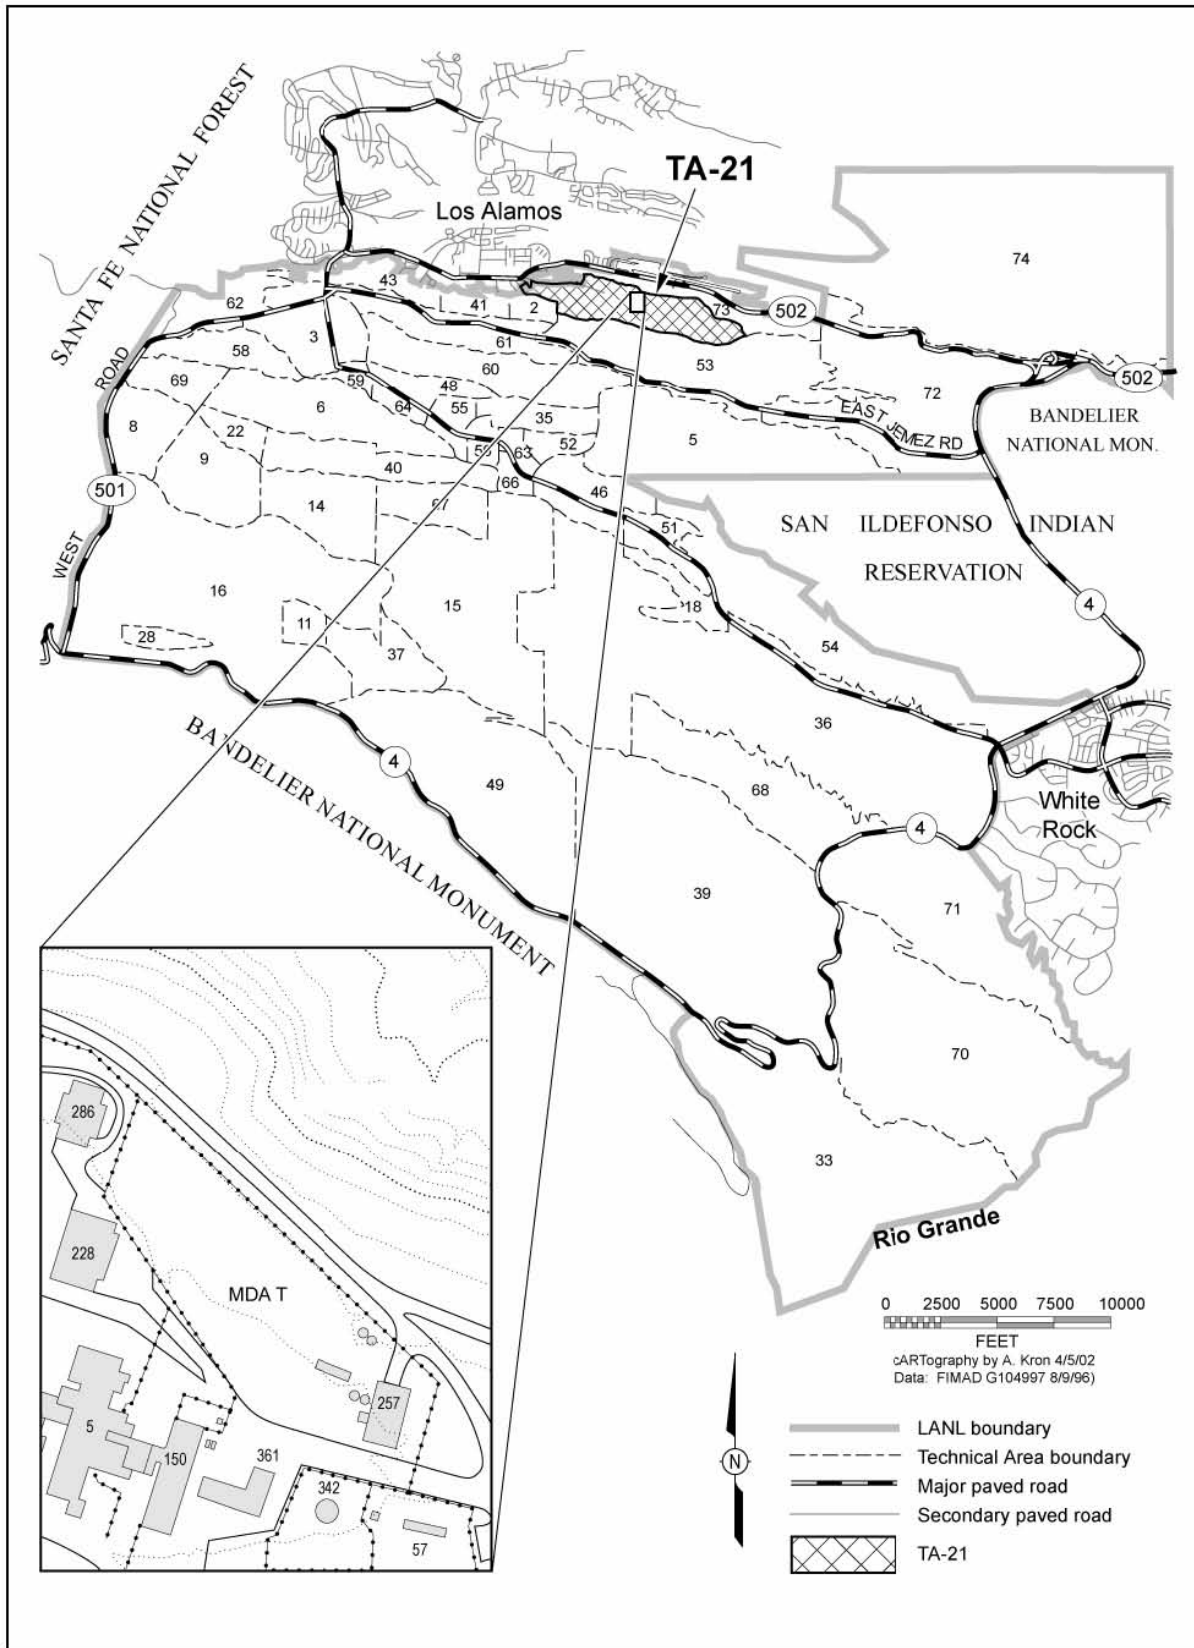 SANTA FE NATIONAL FOREST
TA-21
Los Alamos
74
43
62
41
2
73
502
3
61
58
53
502
60
ROAD
59
48
72
69
6
64
55
35
EAST JEMEZ RD
BANDELIER
NATIONAL MON.
8
22
52
5
9
63
40
66
46
501
14
51
SAN ILDEFONSO INDIAN
RESERVATION
WEST
16
15
18
4
11
28
37
54
36
BANDELIER NATIONAL MONUMENT
4
49
68
White
Rock
4
39
71
70
33
Rio Grande
286
228
MDA T
257
5
150
361
342
57
0 2500 5000 7500 10000
FEET
cARTography by A. Kron 4/5/02
Data: FIMAD G104997 8/9/96)
N
LANL boundary
Technical Area boundary
Major paved road
Secondary paved road
TA-21